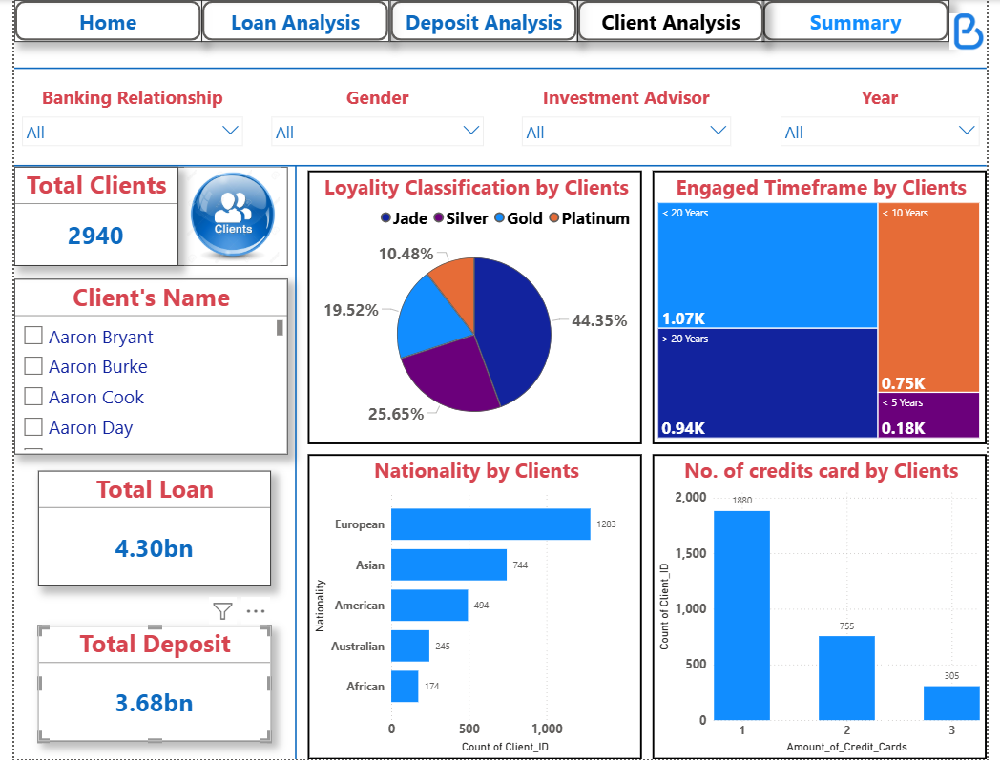 Home
Loan Analysis
Deposit Analysis
Client Analysis
Summary
Banking Relationship
Gender
Investment Advisor
Year
All
All
All
All
Total Clients
2940
Clients
Client's Name
Aaron Bryant
Aaron Burke
Aaron Cook
Aaron Day
Total Loan
4.30bn
Total Deposit
3.68bn
Loyality Classification by Clients
Jade Silver Gold Platinum
10.48%
19.52%
44.35%
25.65%
Engaged Timeframe by Clients
< 20 Years
1.07K
> 20 Years
0.94K
< 10 Years
0.75K
< 5 Years
0.18K
Nationality by Clients
Nationality
European 1283
Asian 744
American 494
Australian 245
African 174
0 500 1,000
Count of Client_ID
No. of credits card by Clients
Count of Client_ID
2,000
1,500
1,000
500
0
1880
755
305
1 2 3
Amount_of_Credit_Cards